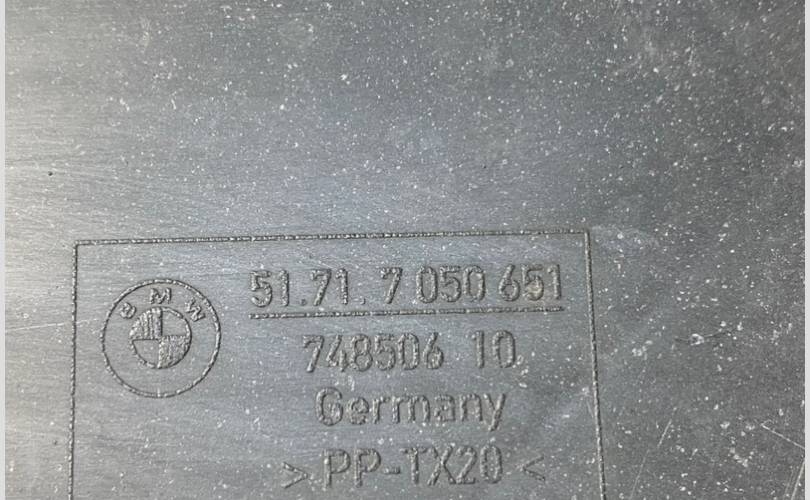 BMW
51.71. 7 050 651
748506 10
Germany
>PP-TX20<